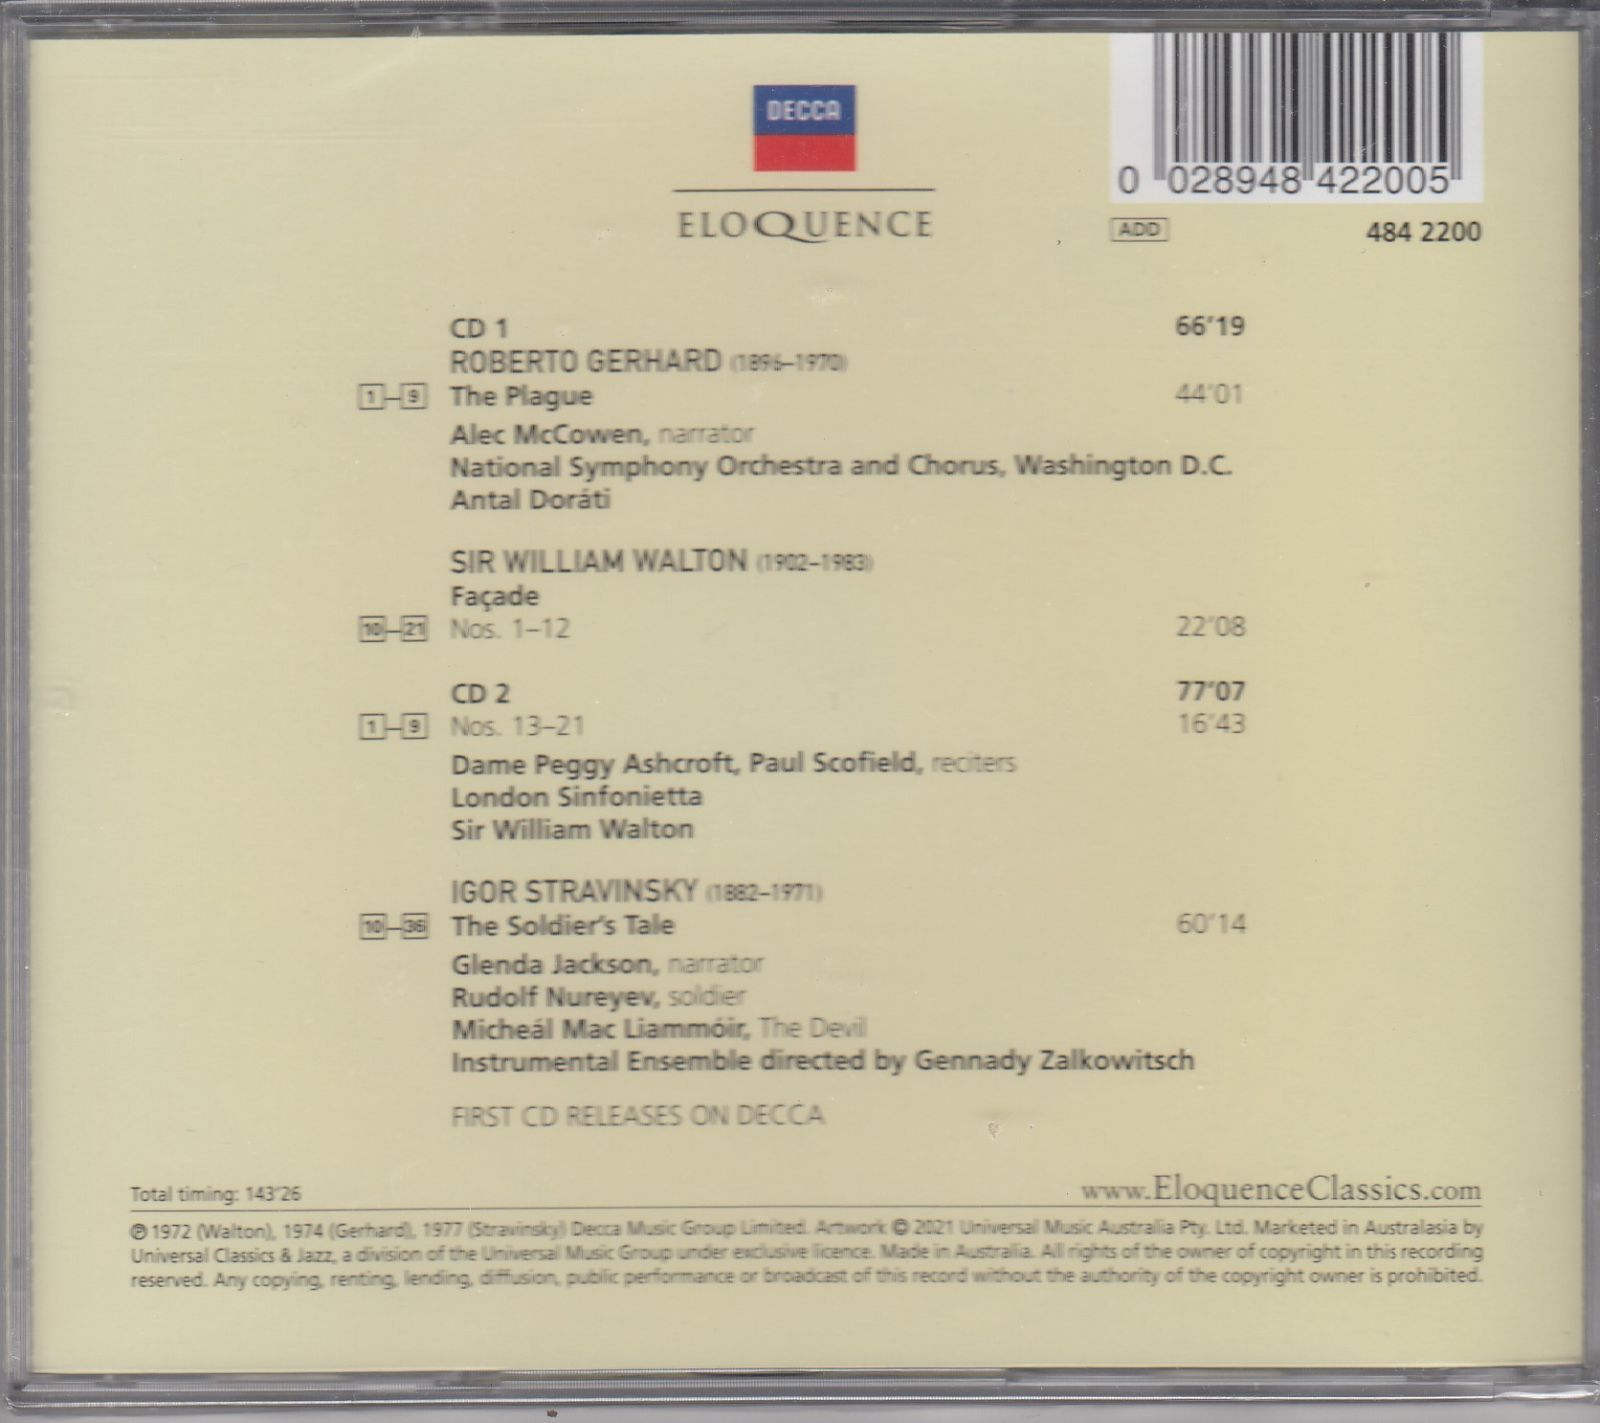 DECCA
ELOQUENCE
0 028948 422005
ADD 484 2200
CD 1 66'19
ROBERTO GERHARD (1896–1970)
1–9 The Plague 44'01
Alec McCowen, narrator
National Symphony Orchestra and Chorus, Washington D.C.
Antal Doráti
SIR WILLIAM WALTON (1902–1983)
Façade
10–21 Nos. 1–12 22'08
CD 2 77'07
1–9 Nos. 13–21 16'43
Dame Peggy Ashcroft, Paul Scofield, reciters
London Sinfonietta
Sir William Walton
IGOR STRAVINSKY (1882–1971)
10–36 The Soldier's Tale 60'14
Glenda Jackson, narrator
Rudolf Nureyev, soldier
Micheál Mac Liammóir, The Devil
Instrumental Ensemble directed by Gennady Zalkowitsch
FIRST CD RELEASES ON DECCA
Total timing: 143'26 www.EloquenceClassics.com
℗ 1972 (Walton), 1974 (Gerhard), 1977 (Stravinsky) Decca Music Group Limited. Artwork © 2021 Universal Music Australia Pty. Ltd. Marketed in Australasia by
Universal Classics & Jazz, a division of the Universal Music Group under exclusive licence. Made in Australia. All rights of the owner of copyright in this recording
reserved. Any copying, renting, lending, diffusion, public performance or broadcast of this record without the authority of the copyright owner is prohibited.